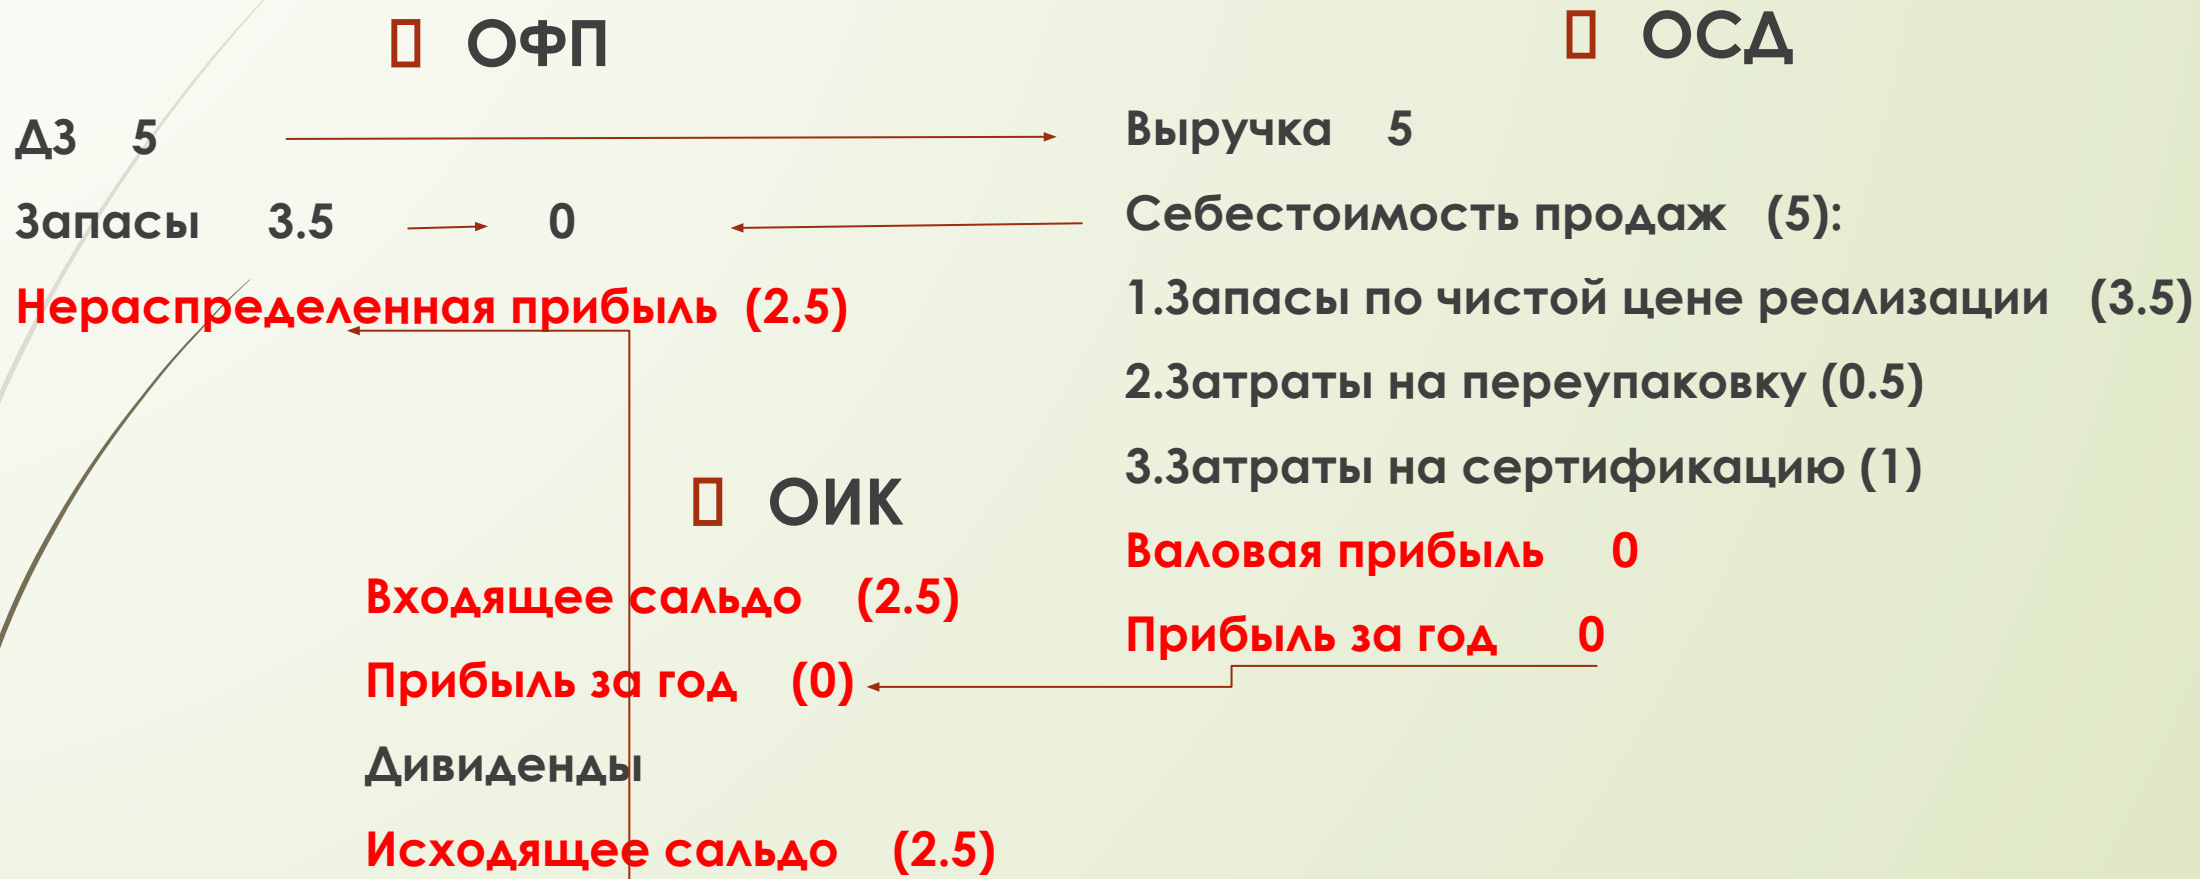 ОФП
ДЗ 5
Запасы 3.5 0
Нераспределенная прибыль (2.5)
ОСД
Выручка 5
Себестоимость продаж (5):
1.Запасы по чистой цене реализации (3.5)
2.Затраты на переупаковку (0.5)
3.Затраты на сертификацию (1)
Валовая прибыль 0
Прибыль за год 0
ОИК
Входящее сальдо (2.5)
Прибыль за год (0)
Дивиденды
Исходящее сальдо (2.5)